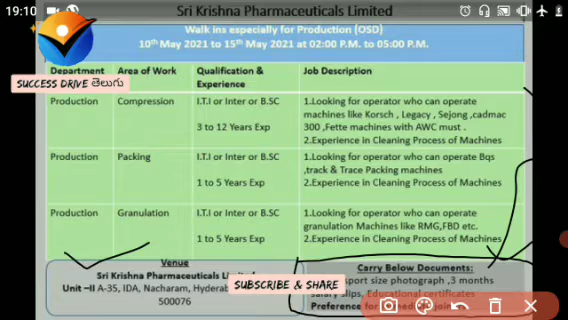 19:10
Sri Krishna Pharmaceuticals Limited
Walk ins especially for Production (OSD)
10th May 2021 to 15th May 2021 at 02:00 P.M. to 05:00 P.M.
SUCCESS DRIVE తెలుగు
Department Area of Work Qualification & Experience Job Description
Production Compression I.T.I or Inter or B.SC
3 to 12 Years Exp
1.Looking for operator who can operate
machines like Korsch , Legacy , Sejong ,cadmac
300 ,Fette machines with AWC must .
2.Experience in Cleaning Process of Machines
Production Packing I.T.I or Inter or B.SC
1 to 5 Years Exp
1.Looking for operator who can operate Bqs
,track & Trace Packing machines
2.Experience in Cleaning Process of Machines
Production Granulation I.T.I or Inter or B.SC
1 to 5 Years Exp
1.Looking for operator who can operate
granulation Machines like RMG,FBD etc.
2.Experience in Cleaning Process of Machines
Venue
Sri Krishna Pharmaceuticals
Unit –II A-35, IDA, Nacharam,
500076
SUBSCRIBE & SHARE
Carry Below Documents:
size photograph ,3 months
slips, Educational certificates
Preference